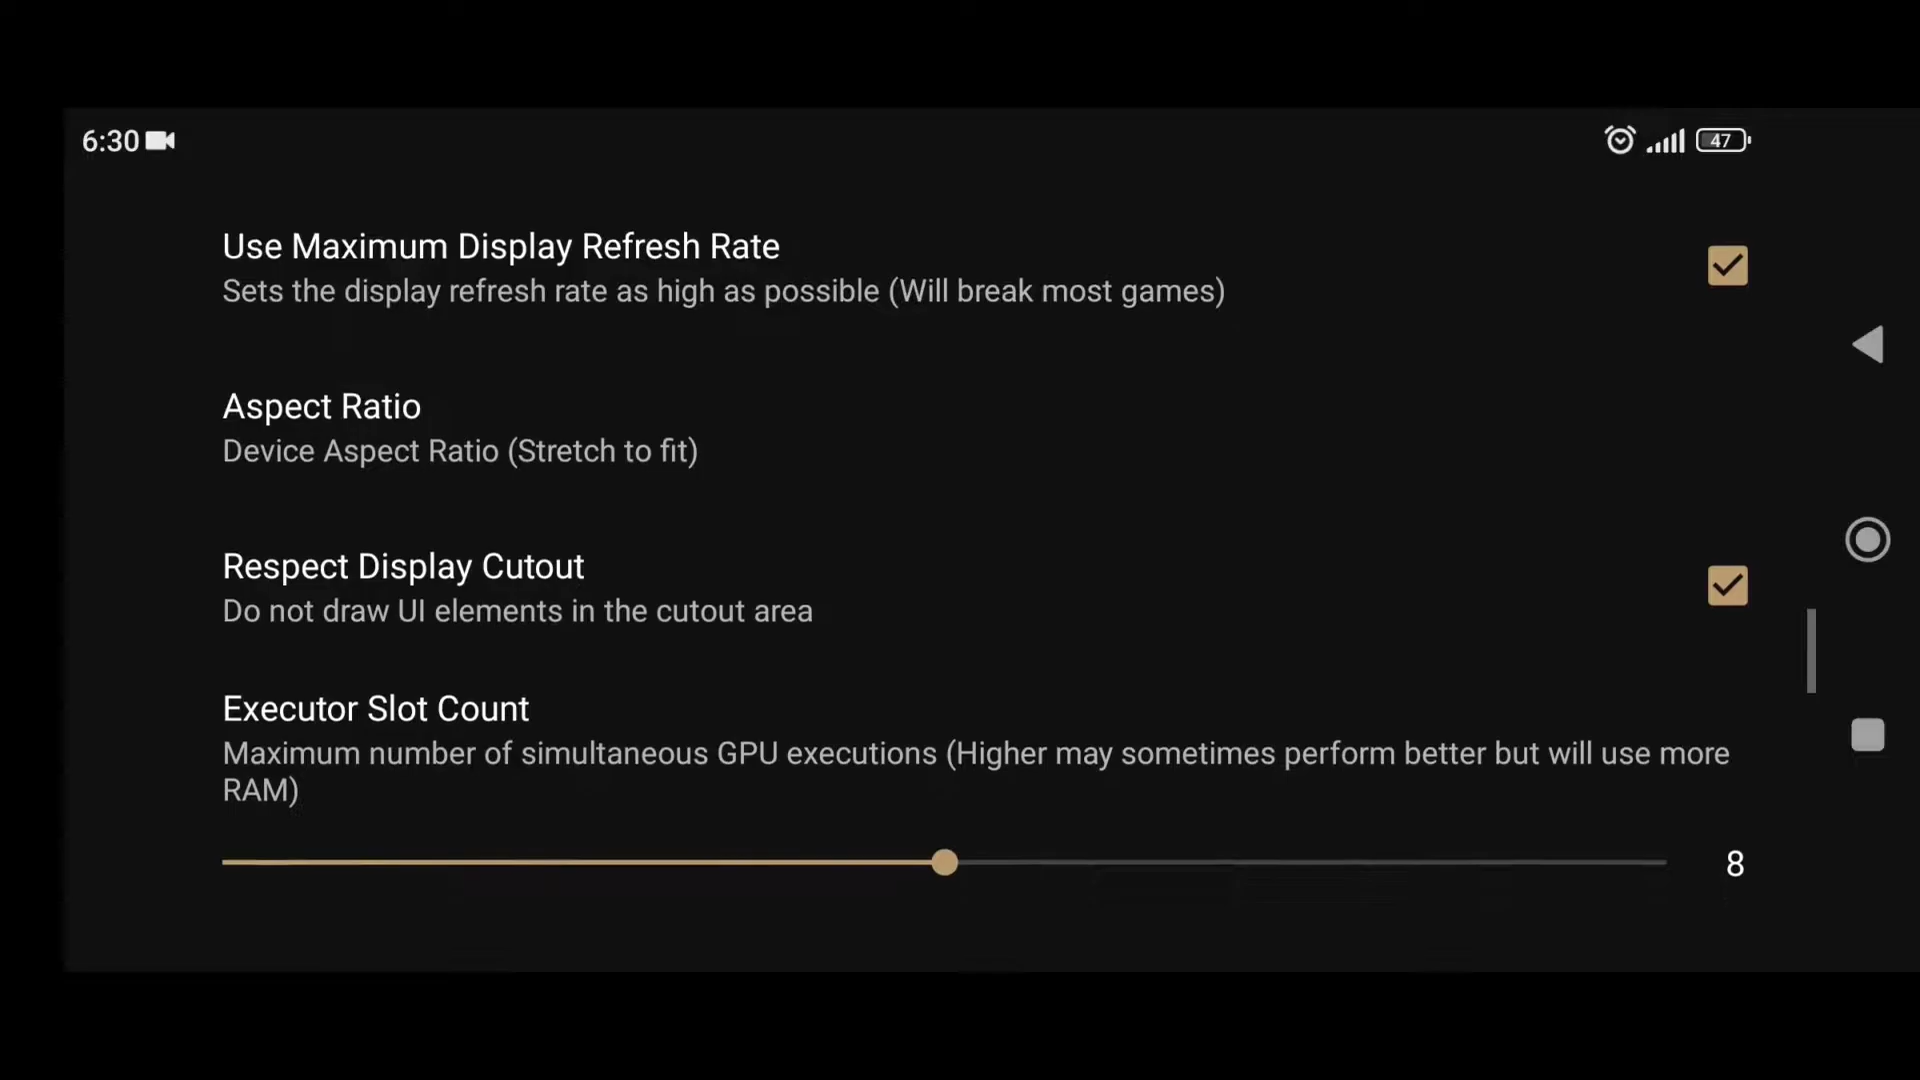 6:30
47
Use Maximum Display Refresh Rate
Sets the display refresh rate as high as possible (Will break most games)
Aspect Ratio
Device Aspect Ratio (Stretch to fit)
Respect Display Cutout
Do not draw UI elements in the cutout area
Executor Slot Count
Maximum number of simultaneous GPU executions (Higher may sometimes perform better but will use more
RAM)
8